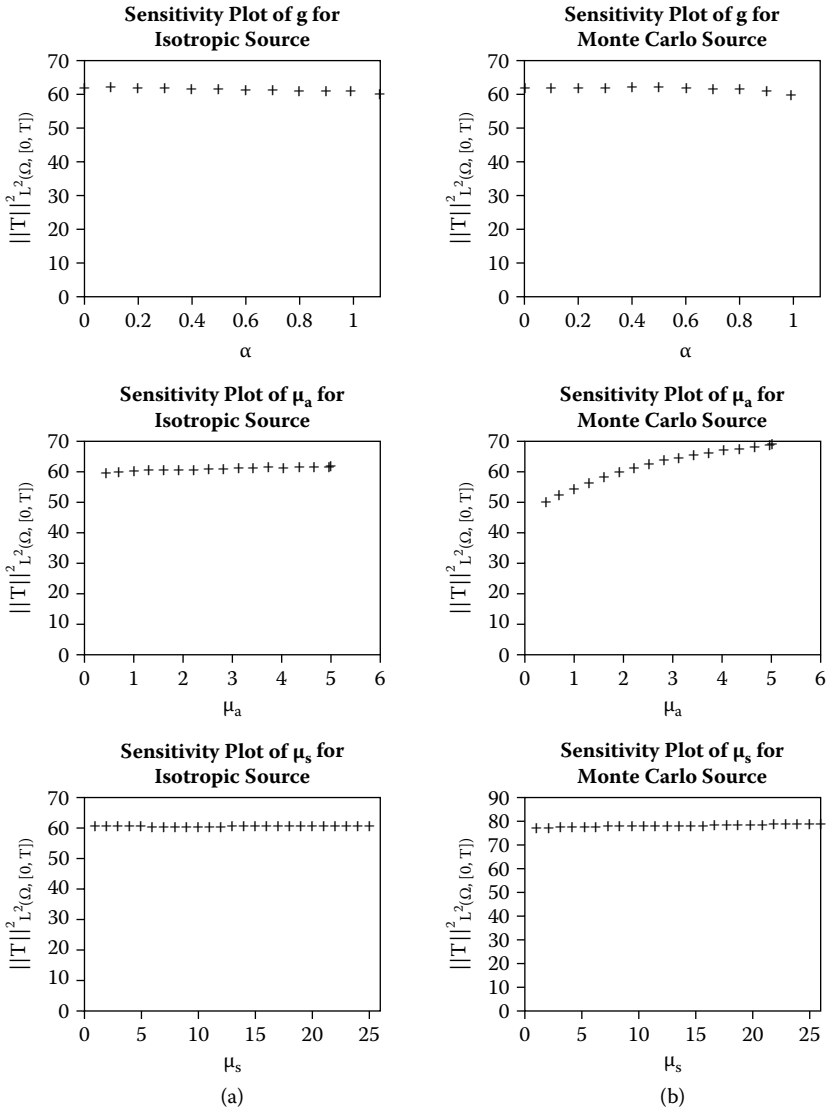 Sensitivity Plot of g for
Isotropic Source
70
60
50
40
30
20
10
0
||T||²L²(Ω, [0, T])
0 0.2 0.4 0.6 0.8 1
α
Sensitivity Plot of g for
Monte Carlo Source
70
60
50
40
30
20
10
0
||T||²L²(Ω, [0, T])
0 0.2 0.4 0.6 0.8 1
α
Sensitivity Plot of μa for
Isotropic Source
70
60
50
40
30
20
10
0
||T||²L²(Ω, [0, T])
0 1 2 3 4 5 6
μa
Sensitivity Plot of μa for
Monte Carlo Source
70
60
50
40
30
20
10
0
||T||²L²(Ω, [0, T])
0 1 2 3 4 5 6
μa
Sensitivity Plot of μs for
Isotropic Source
70
60
50
40
30
20
10
0
||T||²L²(Ω, [0, T])
0 5 10 15 20 25
μs
(a)
Sensitivity Plot of μs for
Monte Carlo Source
90
80
70
60
50
40
30
20
10
0
||T||²L²(Ω, [0, T])
0 5 10 15 20 25
μs
(b)